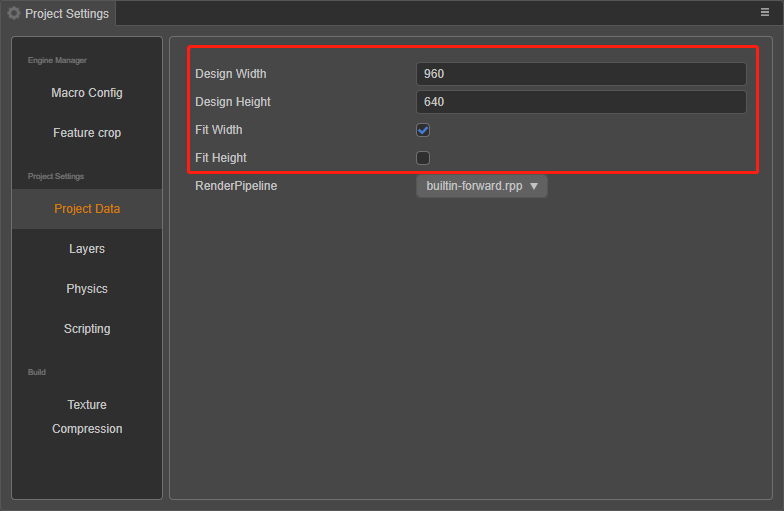 Project Settings
Engine Manager
Macro Config
Feature crop
Project Settings
Project Data
Layers
Physics
Scripting
Build
Texture
Compression
Design Width
960
Design Height
640
Fit Width
Fit Height
RenderPipeline
builtin-forward.rpp